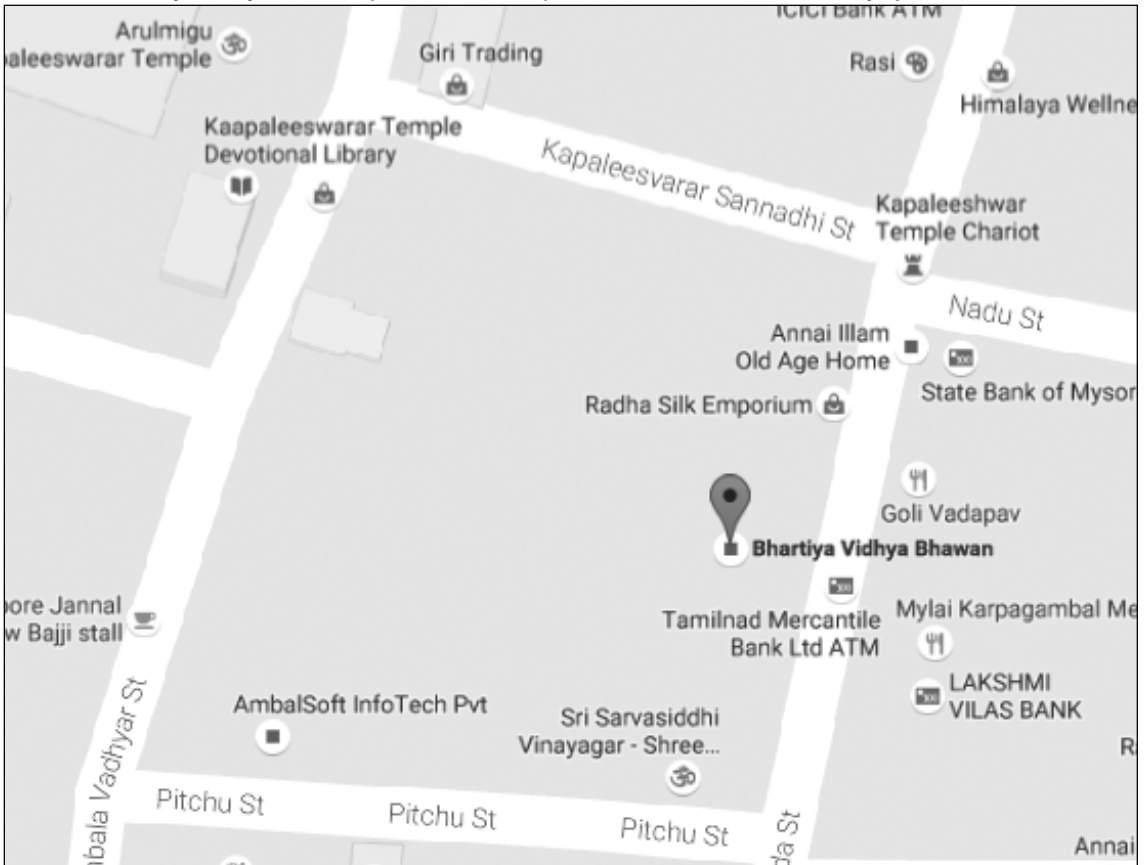 ICICI Bank ATM
Arulmigu
paleeswarar Temple
Giri Trading
Rasi
Himalaya Wellne
Kaapaleeswarar Temple
Devotional Library
Kapaleesvarar Sannadhi St
Kapaleeshwar
Temple Chariot
Nadu St
Annai Illam
Old Age Home
State Bank of Mysor
Radha Silk Emporium
Goli Vadapav
Bhartiya Vidhya Bhawan
Tamilnad Mercantile
Bank Ltd ATM
Mylai Karpagambal Me
pore Jannal
w Bajji stall
LAKSHMI
VILAS BANK
AmbalSoft InfoTech Pvt
Sri Sarvasiddhi
Vinayagar - Shree...
mbala Vadhyar St
Pitchu St
Pitchu St
Pitchu St
da St
Annai